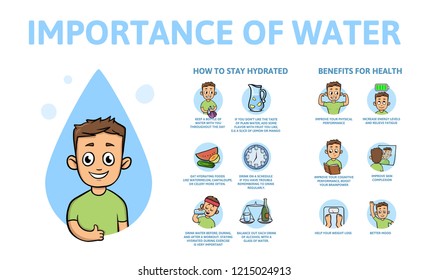 IMPORTANCE OF WATER
HOW TO STAY HYDRATED
BENEFITS FOR HEALTH
KEEP A BOTTLE OF
WATER WITH YOU
THROUGHOUT THE DAY
IF YOU DON'T LIKE THE TASTE
OF PLAIN WATER, ADD SOME
FLAVOR WITH FRUIT YOU LIKE
E.G. A SLICE OF LEMON OR MANGO.
EAT HYDRATING FOODS
LIKE WATERMELON, CANTALOUPE,
OR CELERY MORE OFTEN.
DRINK ON A SCHEDULE
IF YOU HAVE TROUBLE
REMEMBERING TO DRINK
REGULARLY.
DRINK WATER BEFORE, DURING,
AND AFTER A WORKOUT. STAYING
HYDRATED DURING EXERCISE
IS VERY IMPORTANT.
BALANCE OUT EACH DRINK
OF ALCOHOL WITH A
GLASS OF WATER.
IMPROVE YOUR PHYSICAL
PERFORMANCE
INCREASE ENERGY LEVELS
AND RELIEVE FATIGUE
IMPROVE YOUR COGNITIVE
PERFORMANCE, BOOST
YOUR BRAINPOWER
IMPROVE SKIN
COMPLEXION
HELP YOUR WEIGHT LOSS
BETTER MOOD
shutterstock
IMAGE ID: 1215024913
www.shutterstock.com